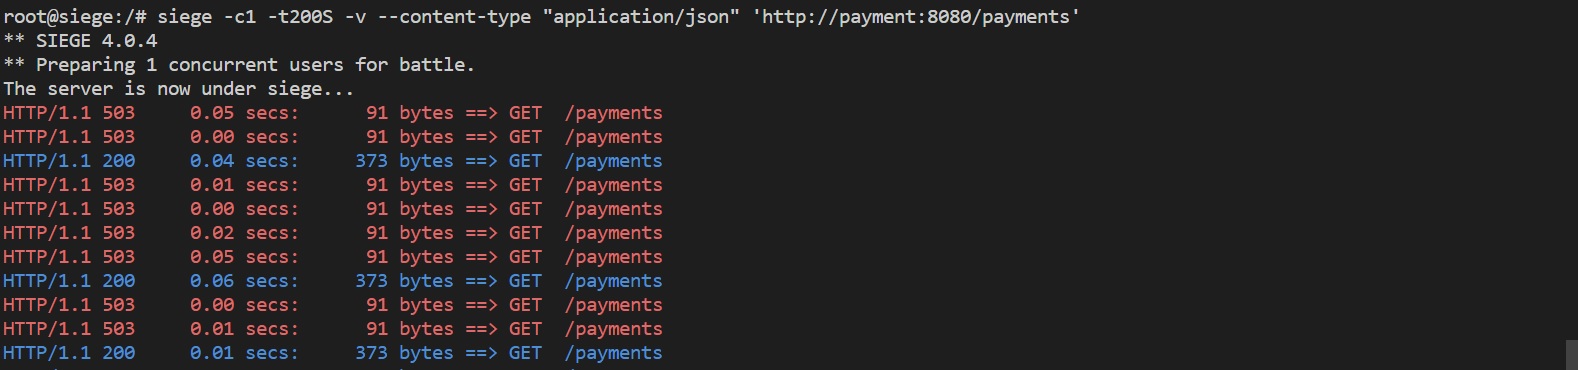 root@siege:/# siege -c1 -t200S -v --content-type "application/json" 'http://payment:8080/payments'
** SIEGE 4.0.4
** Preparing 1 concurrent users for battle.
The server is now under siege...
HTTP/1.1 503     0.05 secs:      91 bytes ==> GET  /payments
HTTP/1.1 503     0.00 secs:      91 bytes ==> GET  /payments
HTTP/1.1 200     0.04 secs:     373 bytes ==> GET  /payments
HTTP/1.1 503     0.01 secs:      91 bytes ==> GET  /payments
HTTP/1.1 503     0.00 secs:      91 bytes ==> GET  /payments
HTTP/1.1 503     0.02 secs:      91 bytes ==> GET  /payments
HTTP/1.1 503     0.05 secs:      91 bytes ==> GET  /payments
HTTP/1.1 200     0.06 secs:     373 bytes ==> GET  /payments
HTTP/1.1 503     0.00 secs:      91 bytes ==> GET  /payments
HTTP/1.1 503     0.01 secs:      91 bytes ==> GET  /payments
HTTP/1.1 200     0.01 secs:     373 bytes ==> GET  /payments